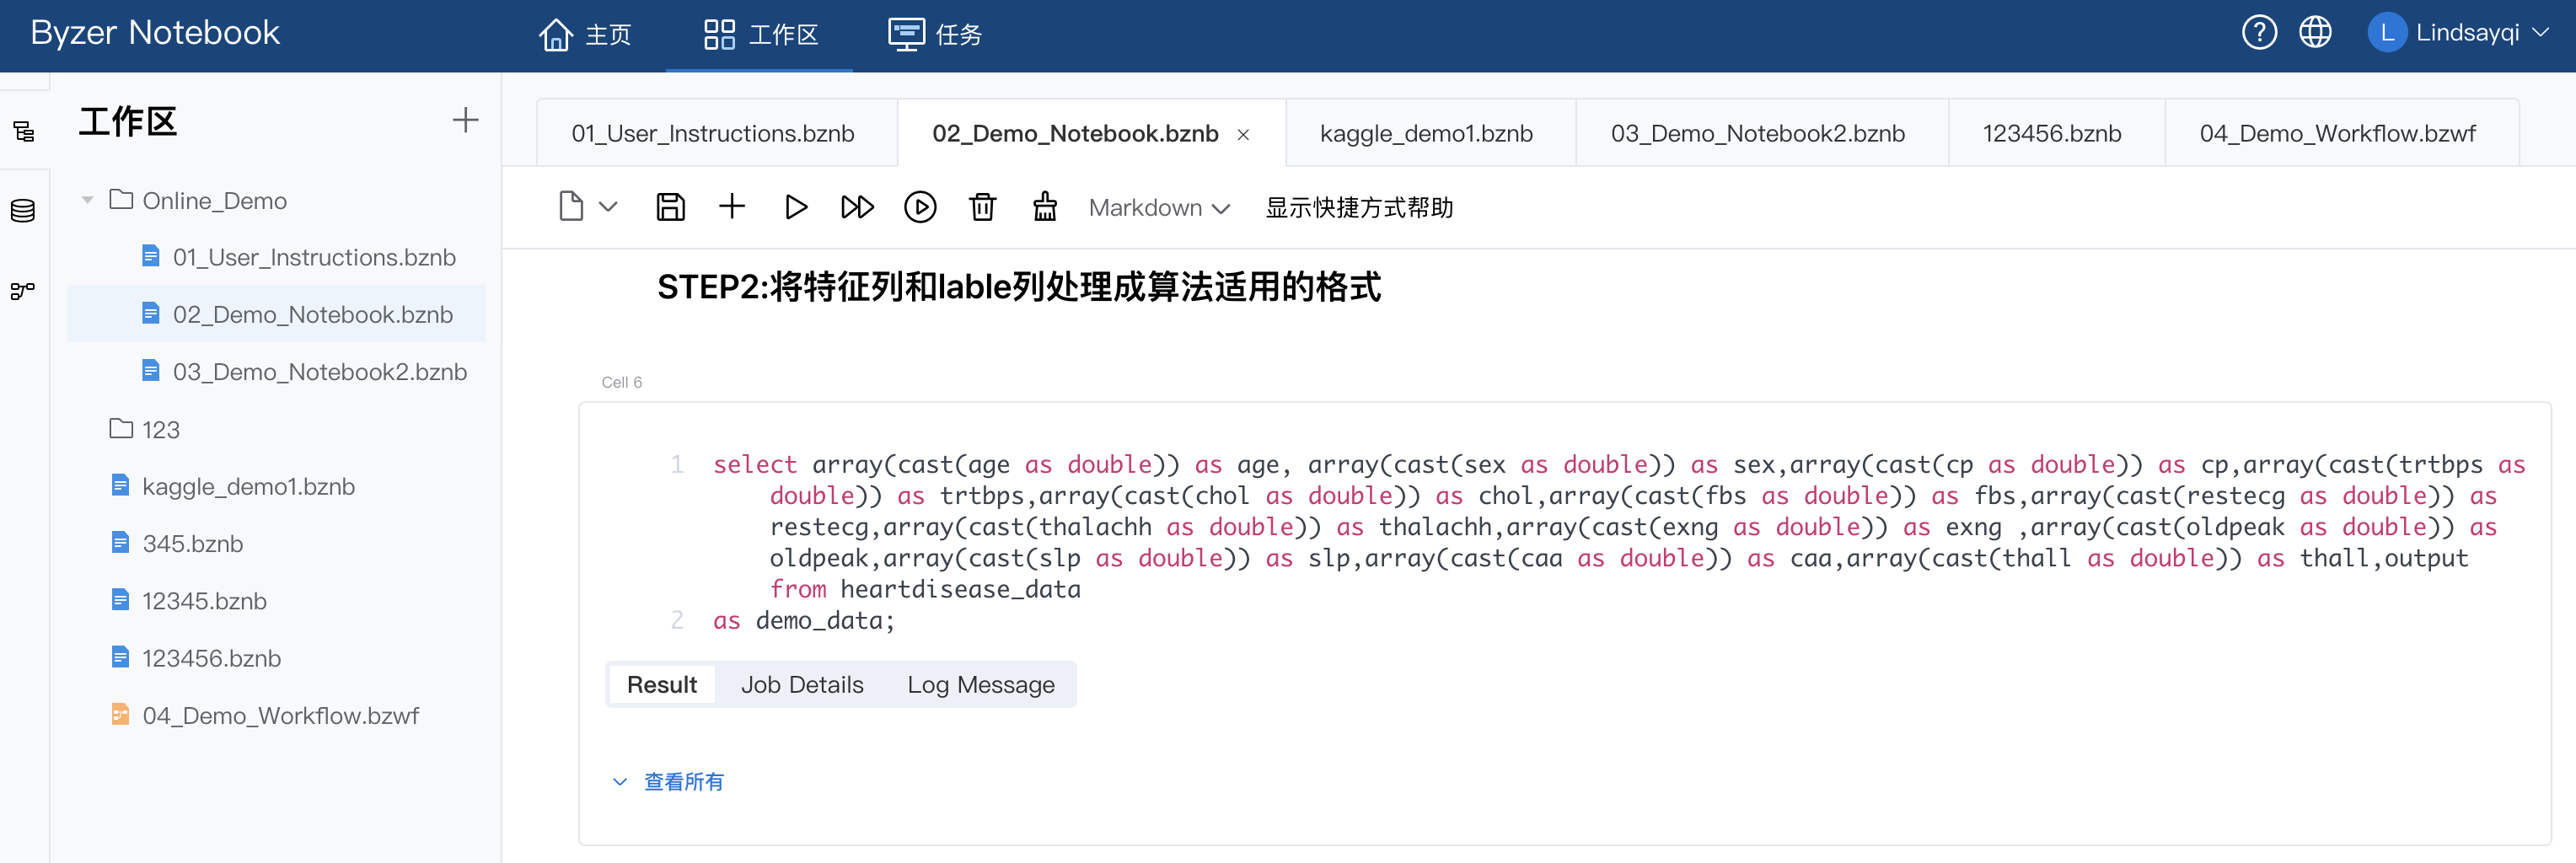 Byzer Notebook
主页
工作区
任务
L
Lindsayqi
工作区
Online_Demo
01_User_Instructions.bznb
02_Demo_Notebook.bznb
03_Demo_Notebook2.bznb
123
kaggle_demo1.bznb
345.bznb
12345.bznb
123456.bznb
04_Demo_Workflow.bzwf
01_User_Instructions.bznb
02_Demo_Notebook.bznb
kaggle_demo1.bznb
03_Demo_Notebook2.bznb
123456.bznb
04_Demo_Workflow.bzwf
Markdown
显示快捷方式帮助
STEP2:将特征列和lable列处理成算法适用的格式
Cell 6
1 select array(cast(age as double)) as age, array(cast(sex as double)) as sex,array(cast(cp as double)) as cp,array(cast(trtbps as
double)) as trtbps,array(cast(chol as double)) as chol,array(cast(fbs as double)) as fbs,array(cast(restecg as double)) as
restecg,array(cast(thalachh as double)) as thalachh,array(cast(exng as double)) as exng ,array(cast(oldpeak as double)) as
oldpeak,array(cast(slp as double)) as slp,array(cast(caa as double)) as caa,array(cast(thall as double)) as thall,output
from heartdisease_data
2 as demo_data;
Result
Job Details
Log Message
查看所有